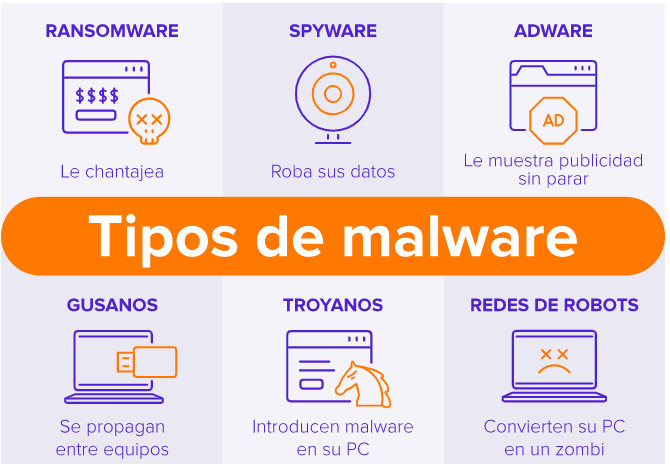 RANSOMWARE
SPYWARE
ADWARE
$$$$
AD
Le chantajea
Roba sus datos
Le muestra publicidad
sin parar
Tipos de malware
GUSANOS
TROYANOS
REDES DE ROBOTS
Se propagan
entre equipos
Introducen malware
en su PC
Convierten su PC
en un zombi